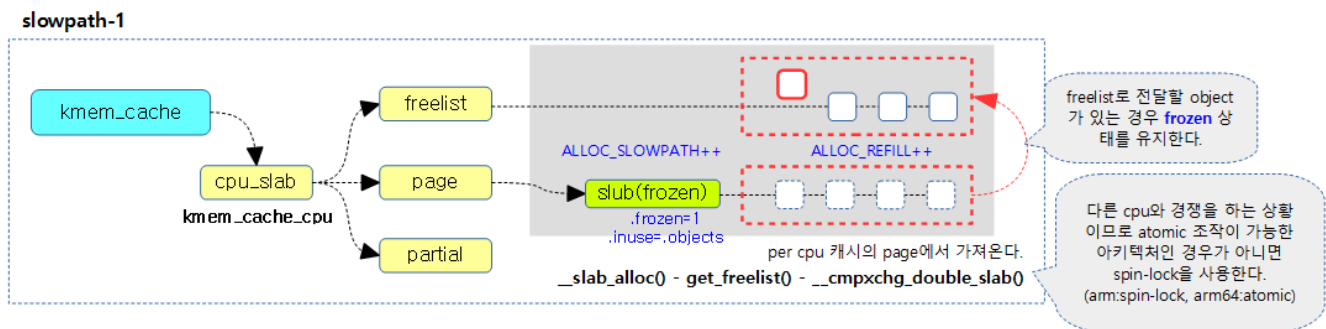 slowpath-1
kmem_cache
freelist
cpu_slab
kmem_cache_cpu
page
partial
ALLOC_SLOWPATH++
ALLOC_REFILL++
slub(frozen)
.frozen=1
.inuse=.objects
per cpu 캐시의 page에서 가져온다.
__slab_alloc() - get_freelist() - __cmpxchg_double_slab()
freelist로 전달할 object
가 있는 경우 frozen 상
태를 유지한다.
다른 cpu와 경쟁을 하는 상황
이므로 atomic 조작이 가능한
아키텍처인 경우가 아니면
spin-lock을 사용한다.
(arm:spin-lock, arm64:atomic)